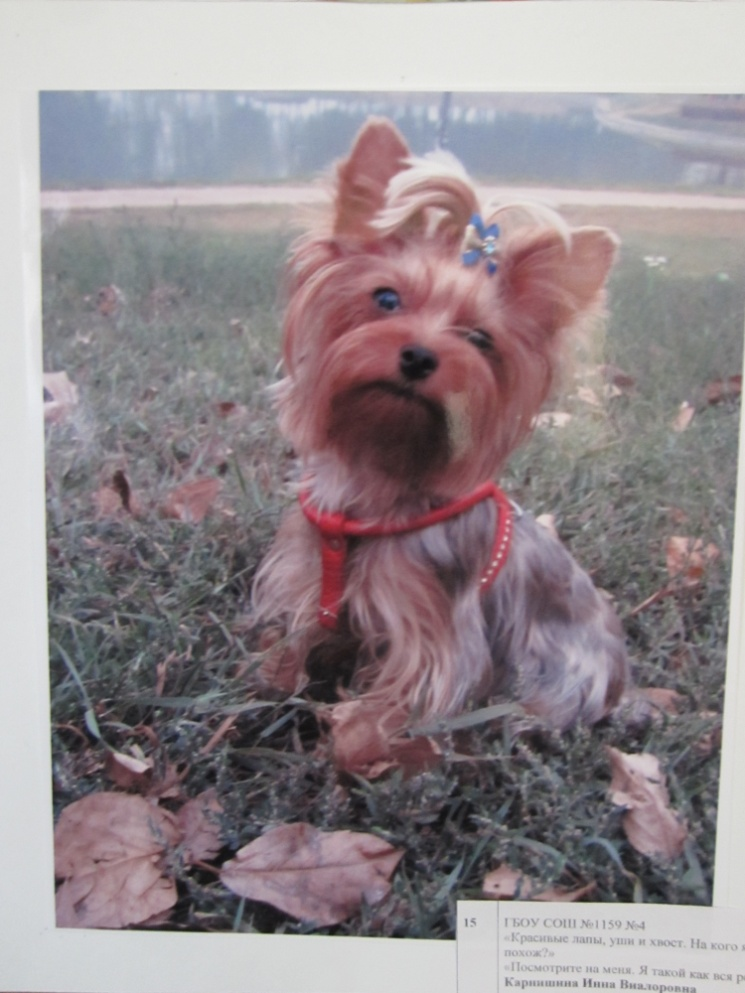 15 ГБОУ СОШ №1159 №4
«Красивые лапы, уши и хвост. На кого я
похож?»
«Посмотрите на меня. Я такой как вся
Карнишина Инна Виалоровна